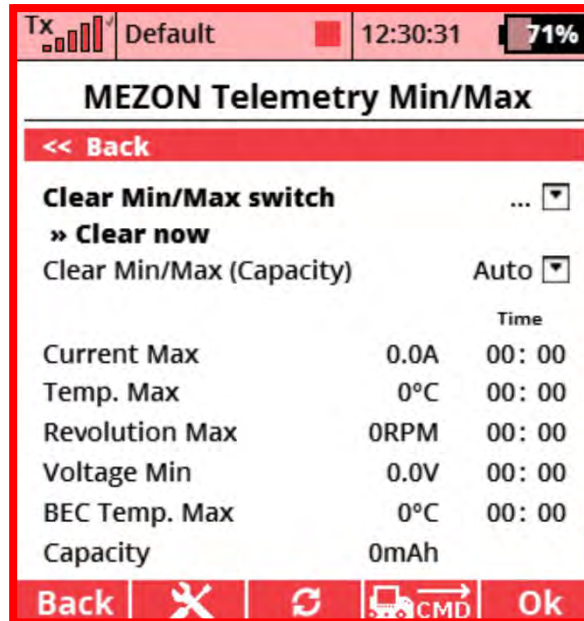 Tx Default 12:30:31 71%
MEZON Telemetry Min/Max
<< Back
Clear Min/Max switch ...
» Clear now
Clear Min/Max (Capacity) Auto
Time
Current Max 0.0A 00: 00
Temp. Max 0°C 00: 00
Revolution Max 0RPM 00: 00
Voltage Min 0.0V 00: 00
BEC Temp. Max 0°C 00: 00
Capacity 0mAh
Back CMD Ok